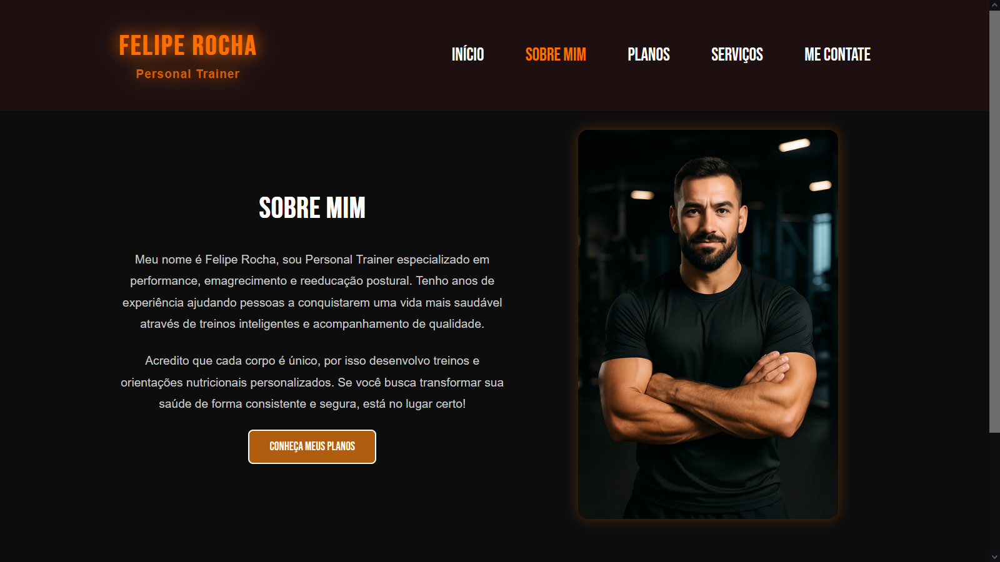 FELIPE ROCHA
Personal Trainer
INÍCIO
SOBRE MIM
PLANOS
SERVIÇOS
ME CONTATE
SOBRE MIM
Meu nome é Felipe Rocha, sou Personal Trainer especializado em
performance, emagrecimento e reeducação postural. Tenho anos de
experiência ajudando pessoas a conquistarem uma vida mais saudável
através de treinos inteligentes e acompanhamento de qualidade.
Acredito que cada corpo é único, por isso desenvolvo treinos e
orientações nutricionais personalizados. Se você busca transformar sua
saúde de forma consistente e segura, está no lugar certo!
CONHEÇA MEUS PLANOS